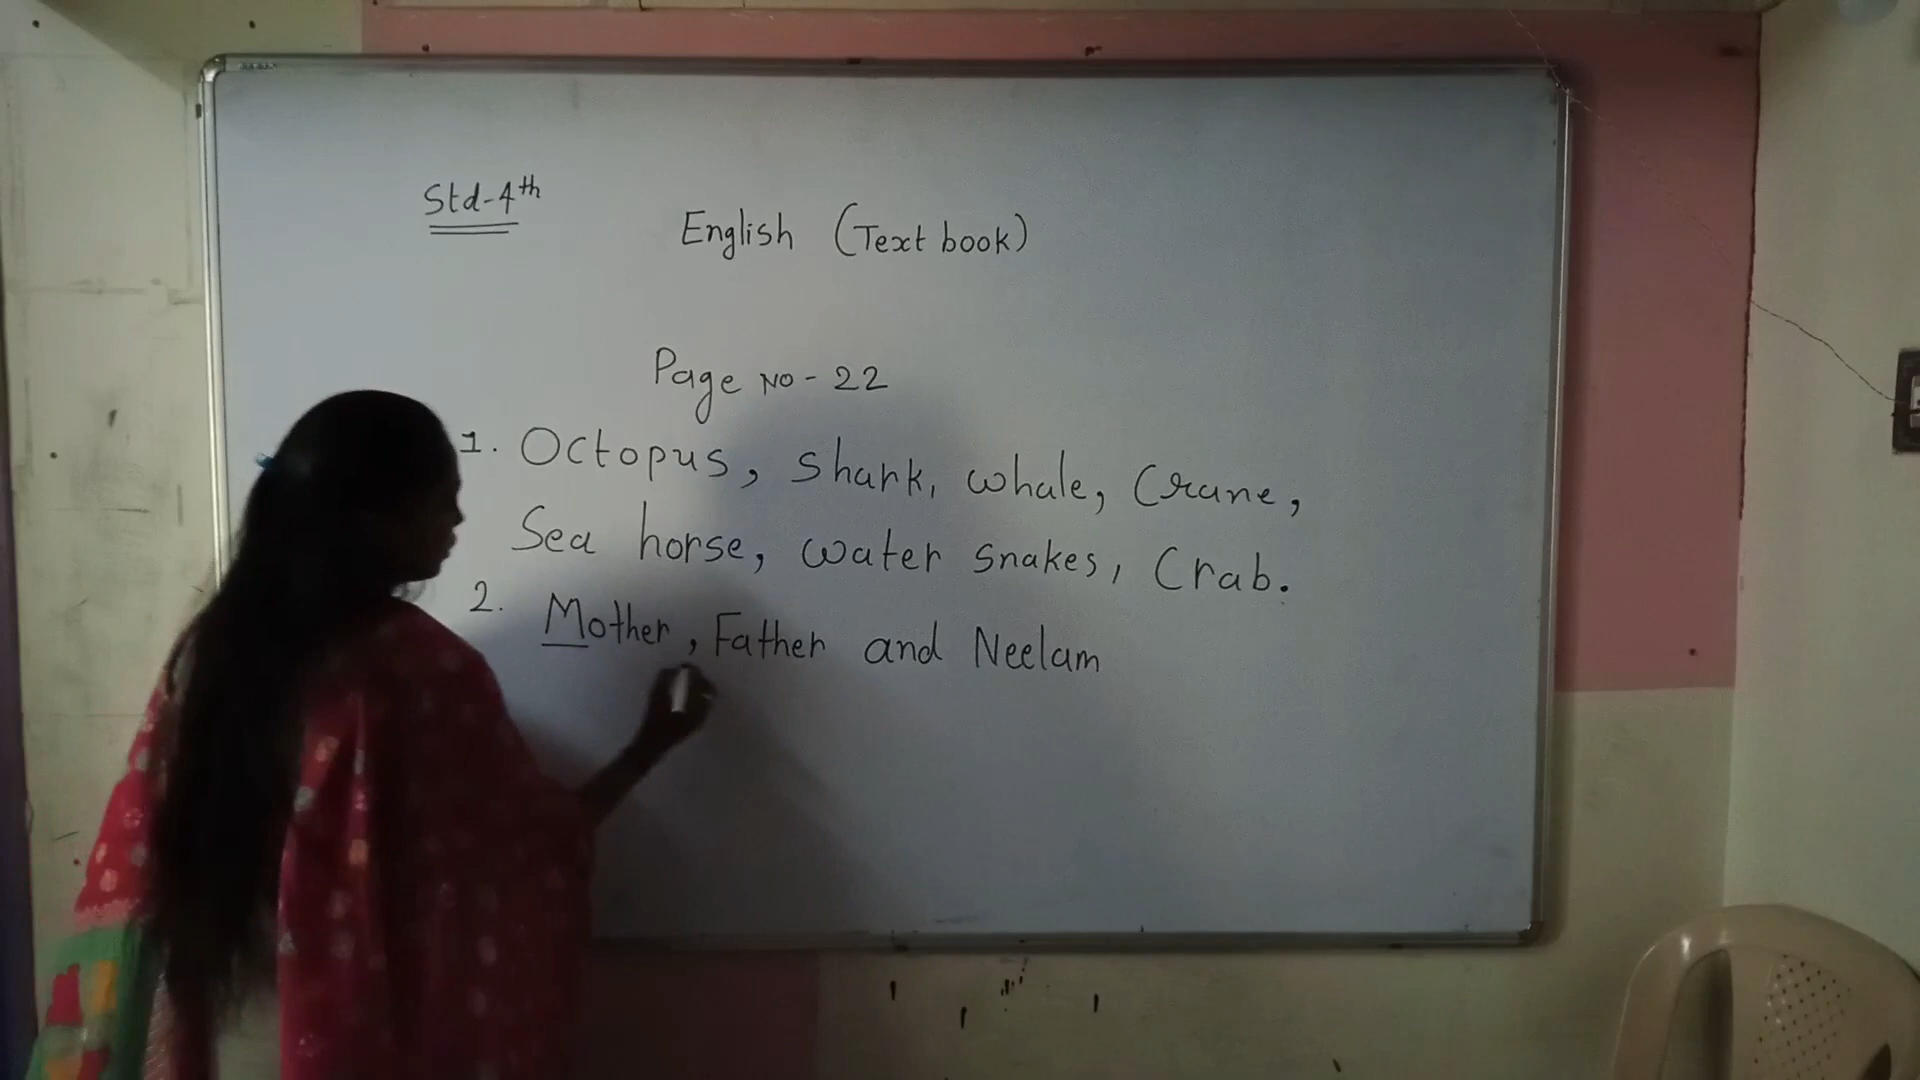 Std-4th
English (Text book)
Page No - 22
1. Octopus, Shark, whale, Crane,
Sea horse, water snakes, Crab.
2. Mother, Father and Neelam